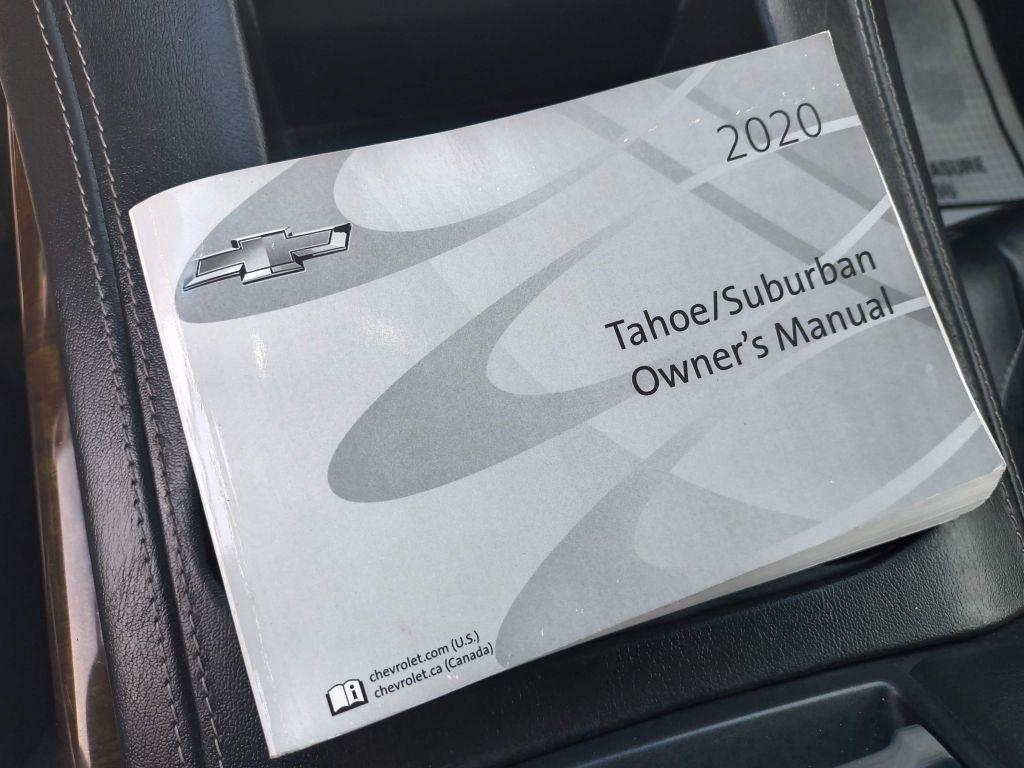 2020
Tahoe/Suburban
Owner's Manual
chevrolet.com (U.S.)
chevrolet.ca (Canada)
i